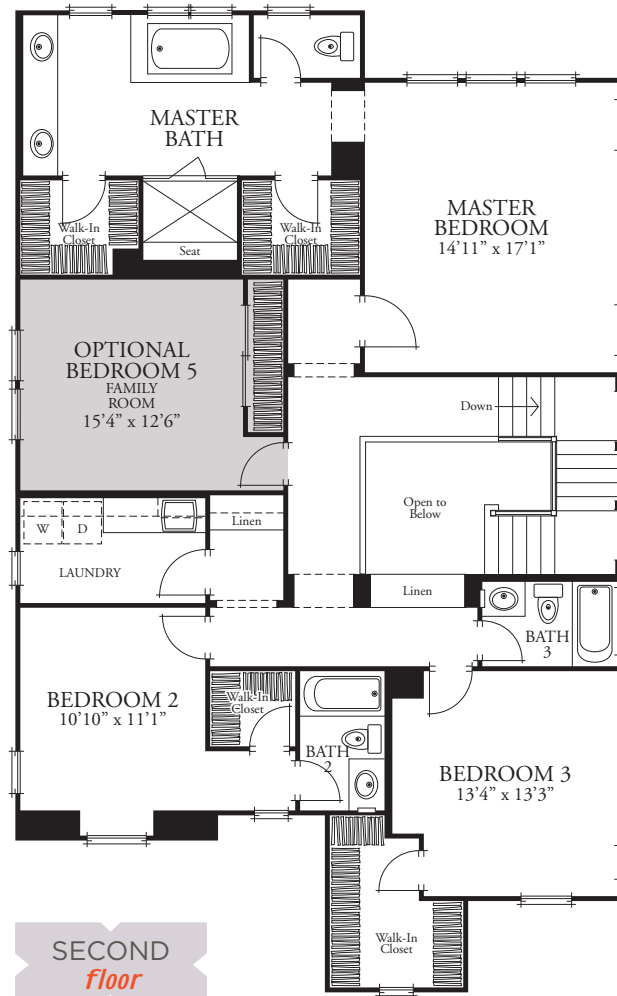 MASTER
BATH
Walk-In
Closet
Seat
Walk-In
Closet
MASTER
BEDROOM
14'11" x 17'1"
OPTIONAL
BEDROOM 5
FAMILY
ROOM
15'4" x 12'6"
Down
Open to
Below
W
D
Linen
LAUNDRY
Linen
BATH
3
BEDROOM 2
10'10" x 11'1"
Walk-In
Closet
BATH
2
BEDROOM 3
13'4" x 13'3"
Walk-In
Closet
SECOND
floor